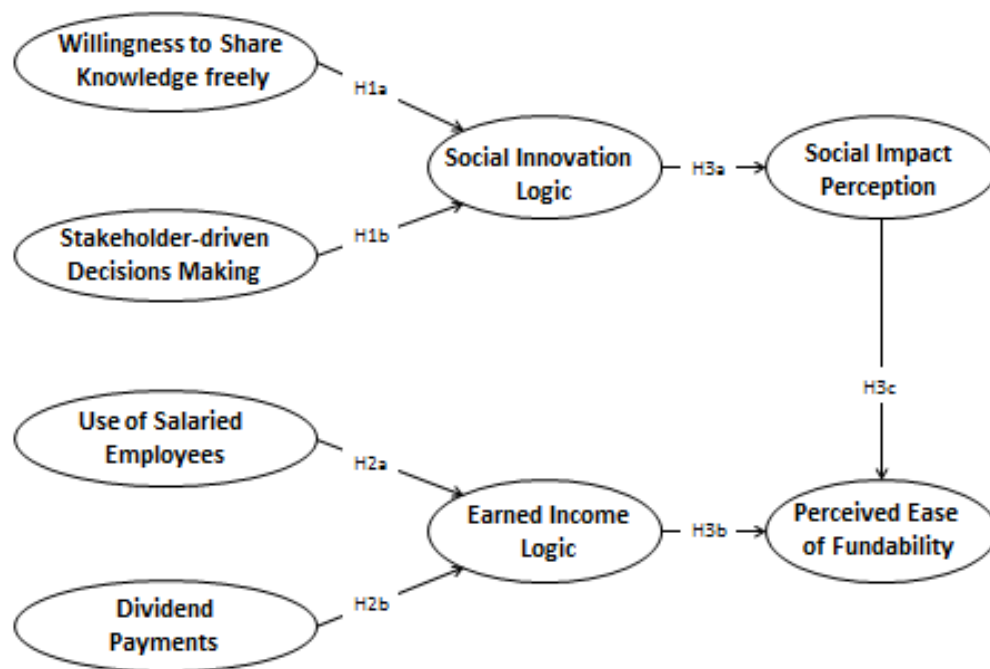 Willingness to Share
Knowledge freely
H1a
Social Innovation
Logic
H3a
Social Impact
Perception
H1b
Stakeholder-driven
Decisions Making
H3c
Use of Salaried
Employees
H2a
Earned Income
Logic
H3b
Perceived Ease
of Fundability
H2b
Dividend
Payments